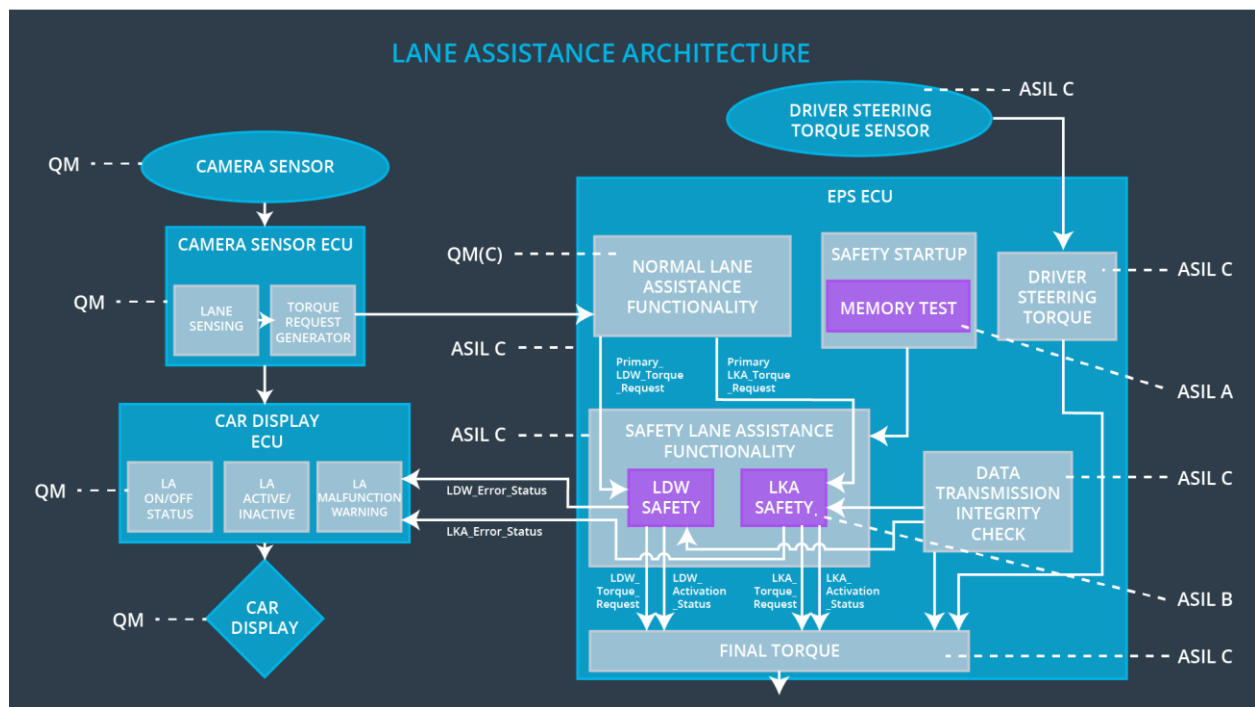 LANE ASSISTANCE ARCHITECTURE
ASIL C
DRIVER STEERING
TORQUE SENSOR
QM
CAMERA SENSOR
EPS ECU
CAMERA SENSOR ECU
QM
LANE
SENSING
TORQUE
REQUEST
GENERATOR
QM(C)
NORMAL LANE
ASSISTANCE
FUNCTIONALITY
SAFETY STARTUP
MEMORY TEST
DRIVER
STEERING
TORQUE
ASIL C
ASIL C
Primary_
LDW_Torque
_Request
Primary
LKA_Torque
_Request
ASIL A
CAR DISPLAY
ECU
QM
LA
ON/OFF
STATUS
LA
ACTIVE/
INACTIVE
LA
MALFUNCTION
WARNING
ASIL C
SAFETY LANE ASSISTANCE
FUNCTIONALITY
LDW
SAFETY
LKA
SAFETY
DATA
TRANSMISSION
INTEGRITY
CHECK
ASIL C
LDW_Error_Status
LKA_Error_Status
LDW_
Torque_
Request
LDW_
Activation
_Status
LKA_
Torque_
Request
LKA_
Activation
_Status
ASIL B
QM
CAR
DISPLAY
FINAL TORQUE
ASIL C